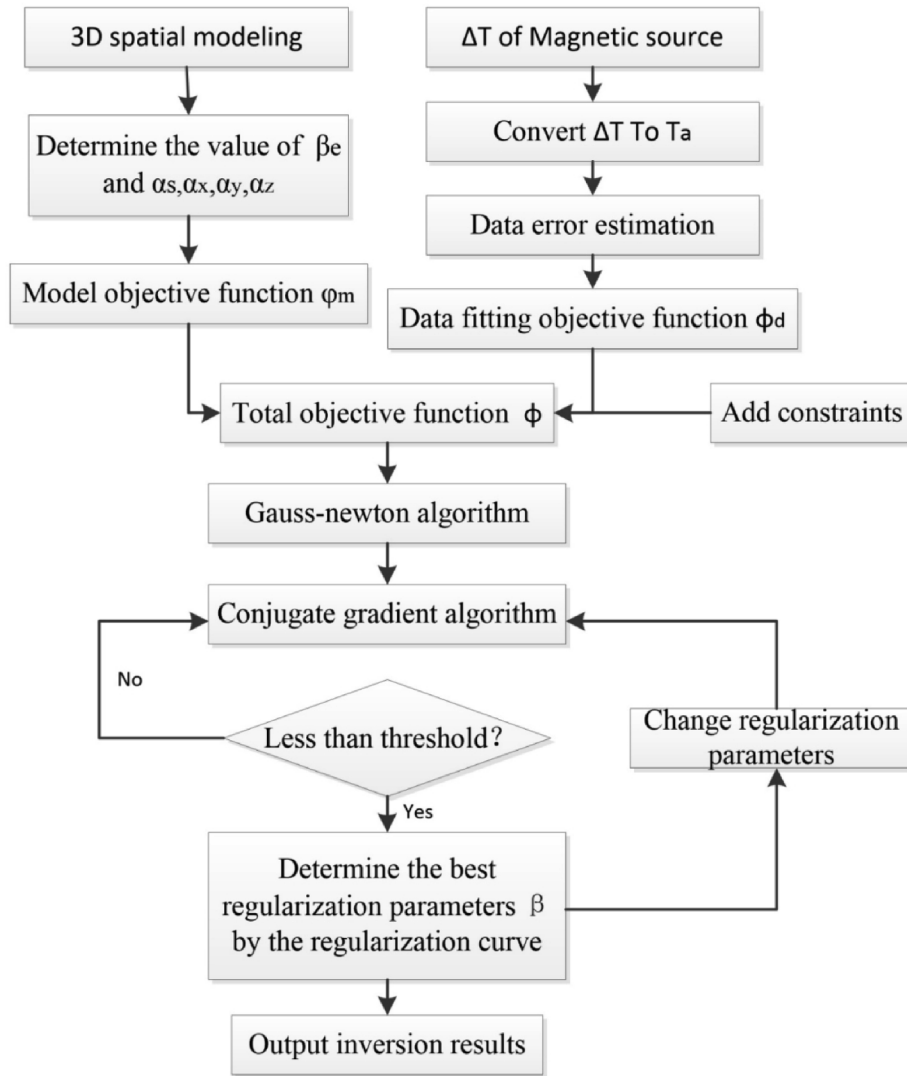 3D spatial modeling
ΔT of Magnetic source
Determine the value of βe
and αs,αx,αy,αz
Convert ΔT To Ta
Data error estimation
Model objective function φm
Data fitting objective function ϕd
Total objective function ϕ
Add constraints
Gauss-newton algorithm
Conjugate gradient algorithm
No
Less than threshold?
Change regularization
parameters
Yes
Determine the best
regularization parameters β
by the regularization curve
Output inversion results